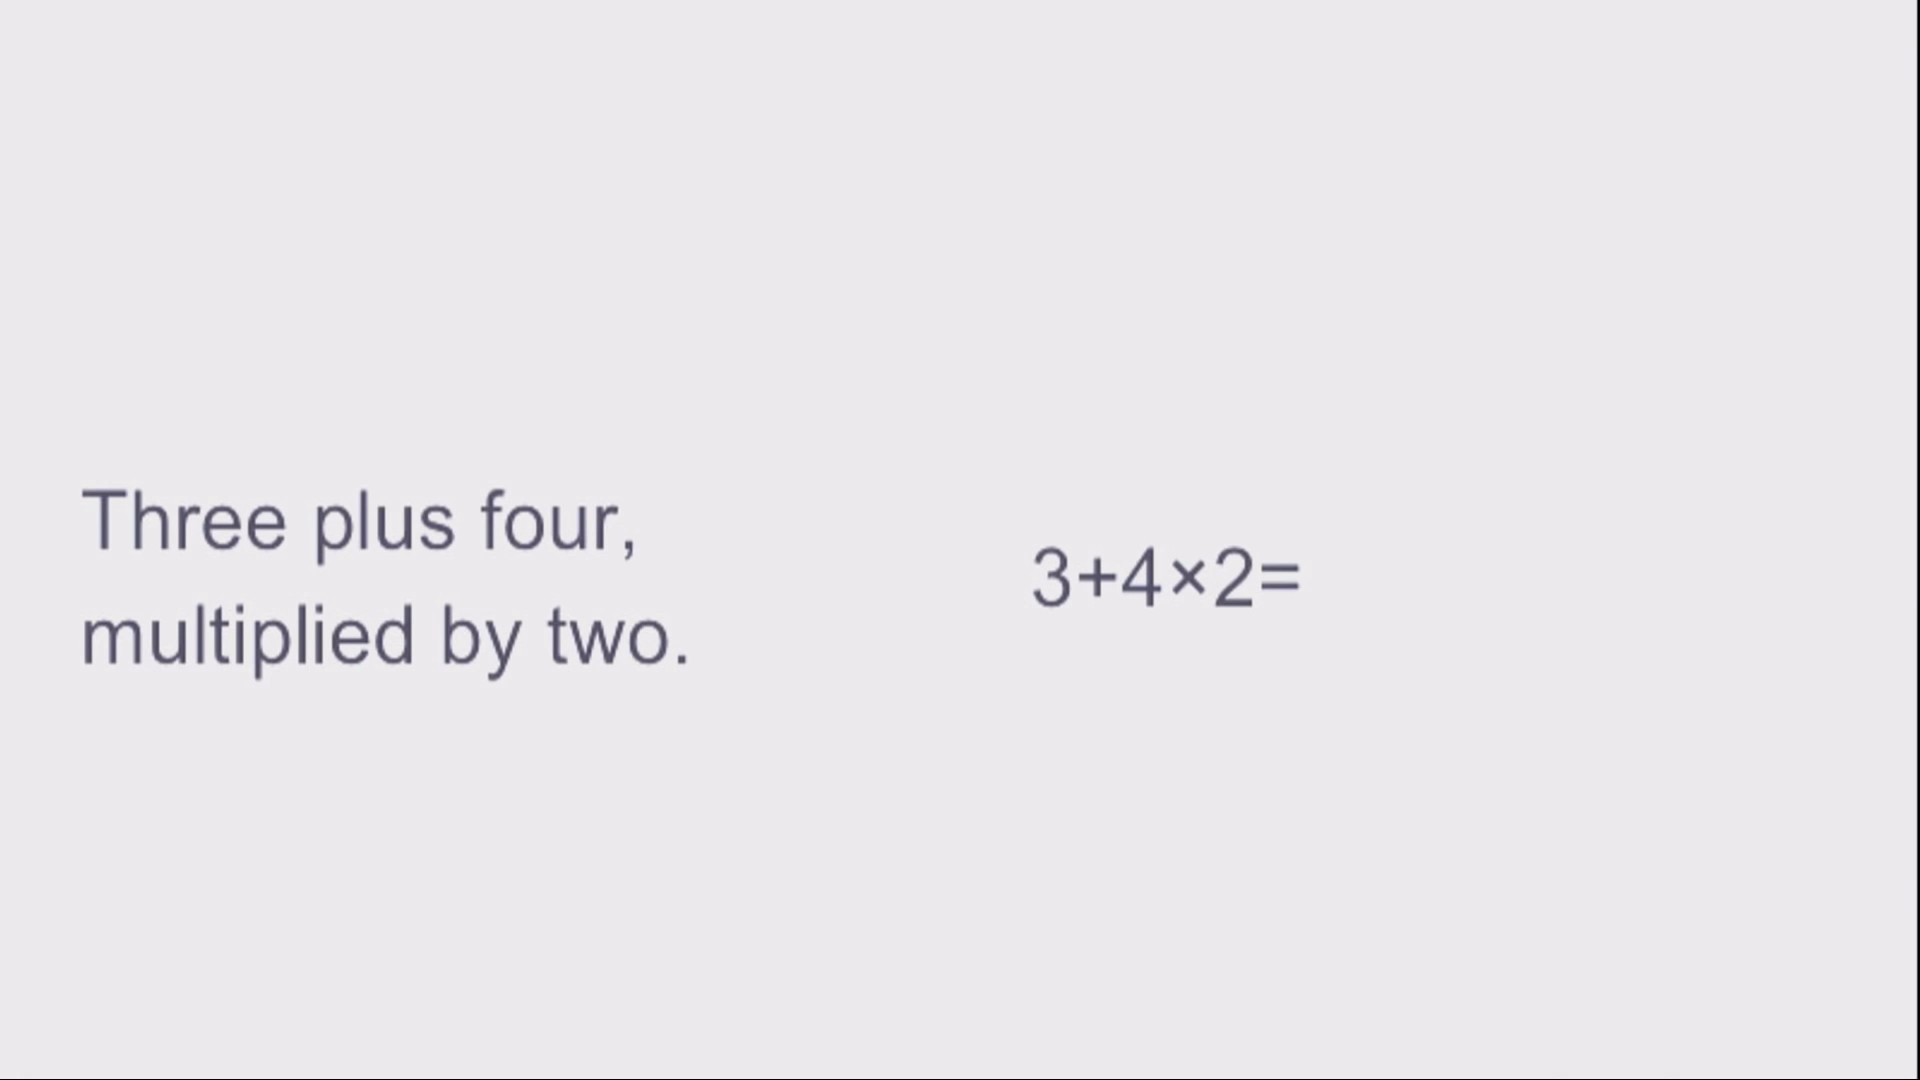 Three plus four,
multiplied by two.
3+4×2=